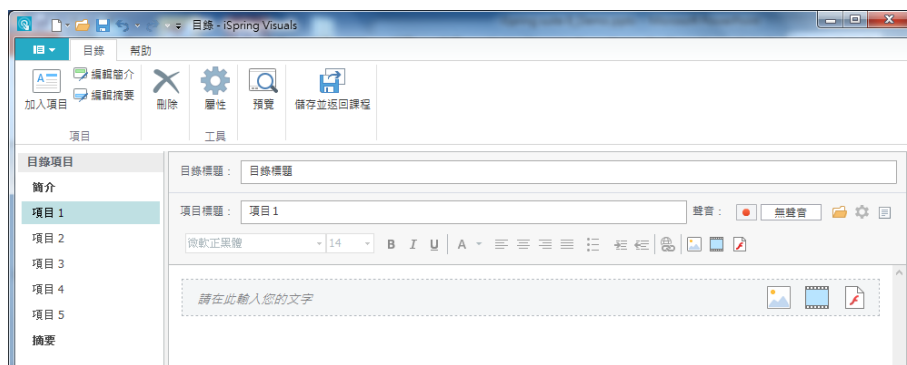 目錄 - iSpring Visuals
目錄 幫助
加入項目 編輯簡介 編輯摘要 刪除 屬性 預覽 儲存並返回課程
項目 工具
目錄項目
簡介
項目 1
項目 2
項目 3
項目 4
項目 5
摘要
目錄標題： 目錄標題
項目標題： 項目 1 聲音： 無聲音
微軟正黑體 14 B I U A
請在此輸入您的文字